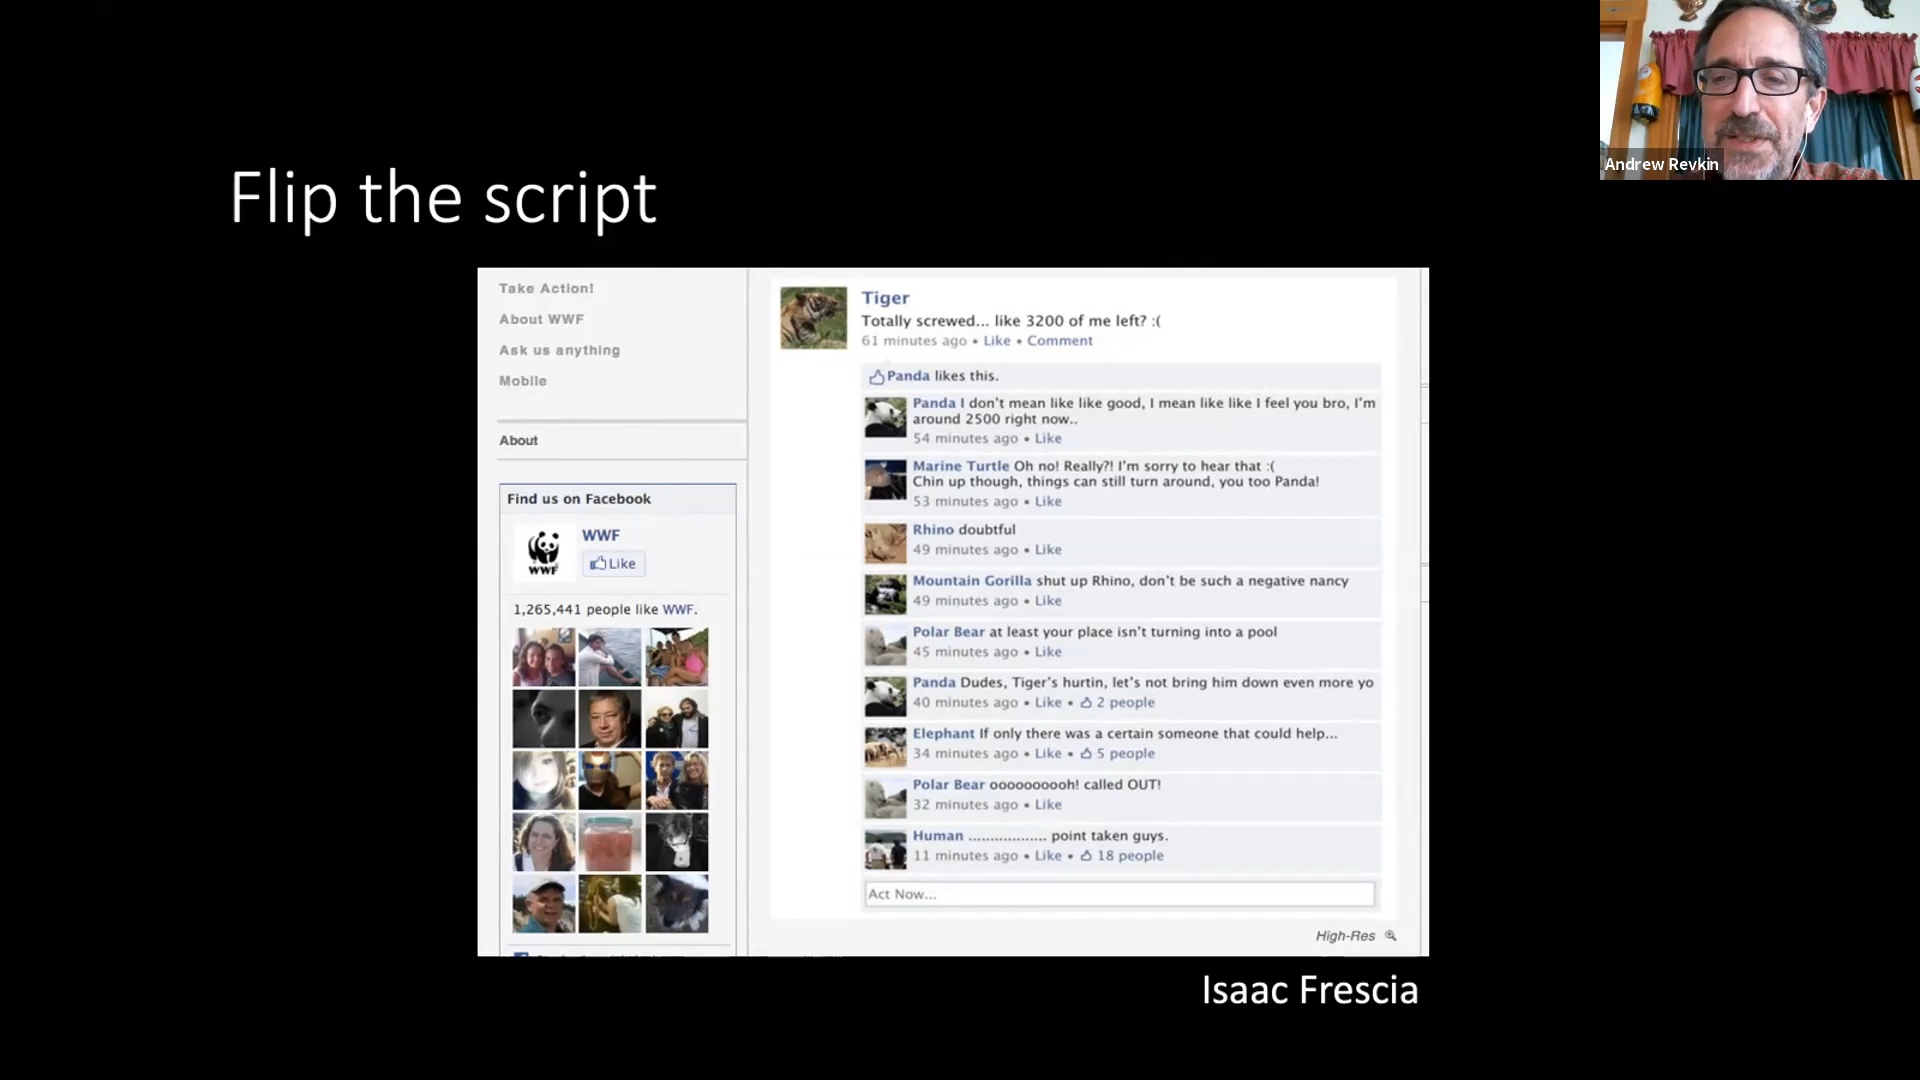 Andrew Revkin
Flip the script
Take Action!
About WWF
Ask us anything
Mobile
About
Find us on Facebook
WWF
Like
WWF
1,265,441 people like WWF.
Tiger
Totally screwed... like 3200 of me left? :(
61 minutes ago • Like • Comment
Panda likes this.
Panda I don't mean like like good, I mean like like I feel you bro, I'm
around 2500 right now..
54 minutes ago • Like
Marine Turtle Oh no! Really?! I'm sorry to hear that :(
Chin up though, things can still turn around, you too Panda!
53 minutes ago • Like
Rhino doubtful
49 minutes ago • Like
Mountain Gorilla shut up Rhino, don't be such a negative nancy
49 minutes ago • Like
Polar Bear at least your place isn't turning into a pool
45 minutes ago • Like
Panda Dudes, Tiger's hurtin, let's not bring him down even more yo
40 minutes ago • Like • 2 people
Elephant If only there was a certain someone that could help...
34 minutes ago • Like • 5 people
Polar Bear oooooooooh! called OUT!
32 minutes ago • Like
Human .................. point taken guys.
11 minutes ago • Like • 18 people
Act Now...
High-Res
Isaac Frescia